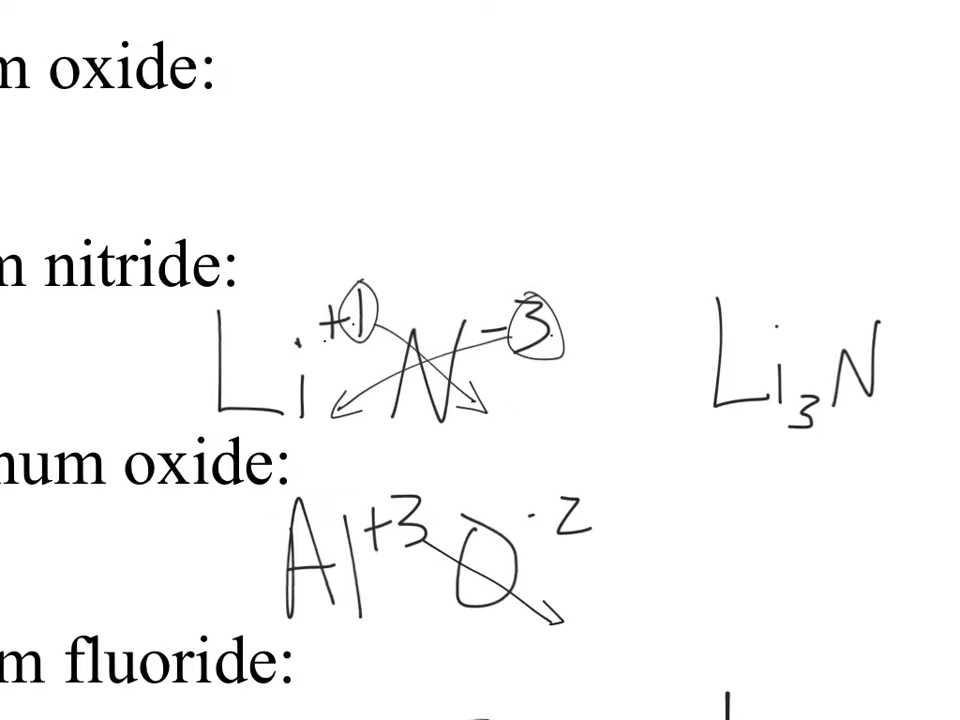 m oxide:
m nitride:
Li+1 N-3 Li3N
num oxide:
Al+3 O-2
m fluoride: